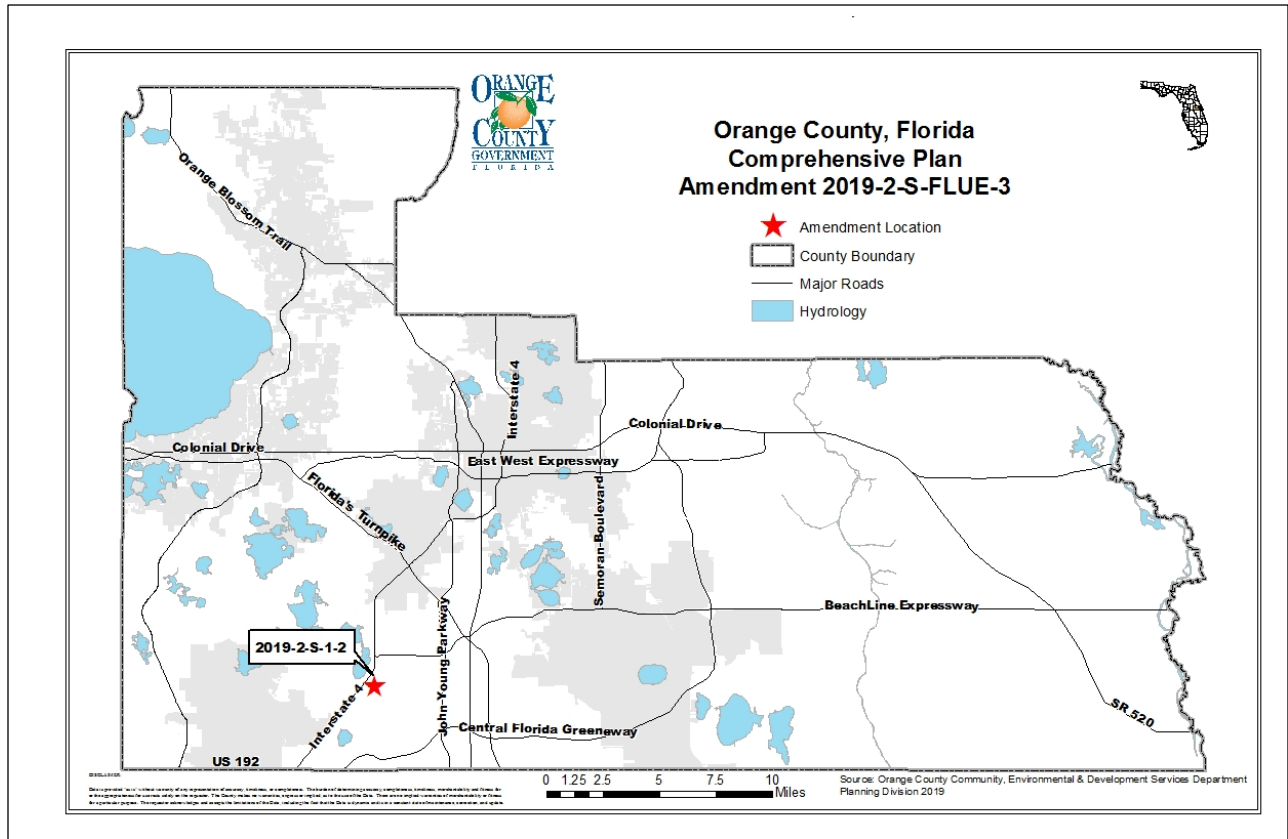 ORANGE
COUNTY
GOVERNMENT
FLORIDA
Orange County, Florida
Comprehensive Plan
Amendment 2019-2-S-FLUE-3
Amendment Location
County Boundary
Major Roads
Hydrology
Orange Blossom Trail
Interstate 4
Colonial Drive
Colonial Drive
East West Expressway
Florida's Turnpike
Semoran Boulevard
BeachLine Expressway
John Young Parkway
2019-2-S-1-2
Interstate 4
Central Florida Greeneway
SR 520
US 192
0 1.25 2.5 5 7.5 10
Miles
Source: Orange County Community, Environmental & Development Services Department
Planning Division 2019